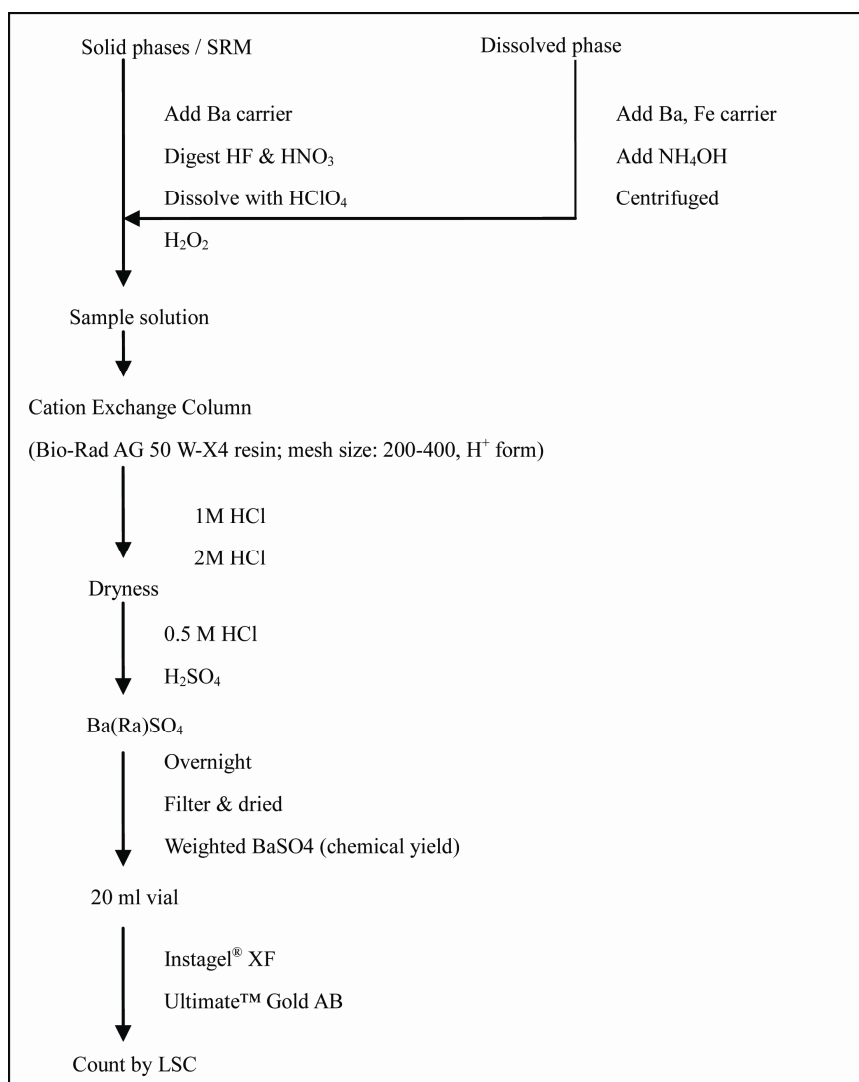 Solid phases / SRM
Dissolved phase
Add Ba carrier
Add Ba, Fe carrier
Digest HF & HNO₃
Add NH₄OH
Dissolve with HClO₄
Centrifuged
H₂O₂
Sample solution
Cation Exchange Column
(Bio-Rad AG 50 W-X4 resin; mesh size: 200-400, H⁺ form)
1M HCl
2M HCl
Dryness
0.5 M HCl
H₂SO₄
Ba(Ra)SO₄
Overnight
Filter & dried
Weighted BaSO4 (chemical yield)
20 ml vial
Instagel® XF
Ultimate™ Gold AB
Count by LSC